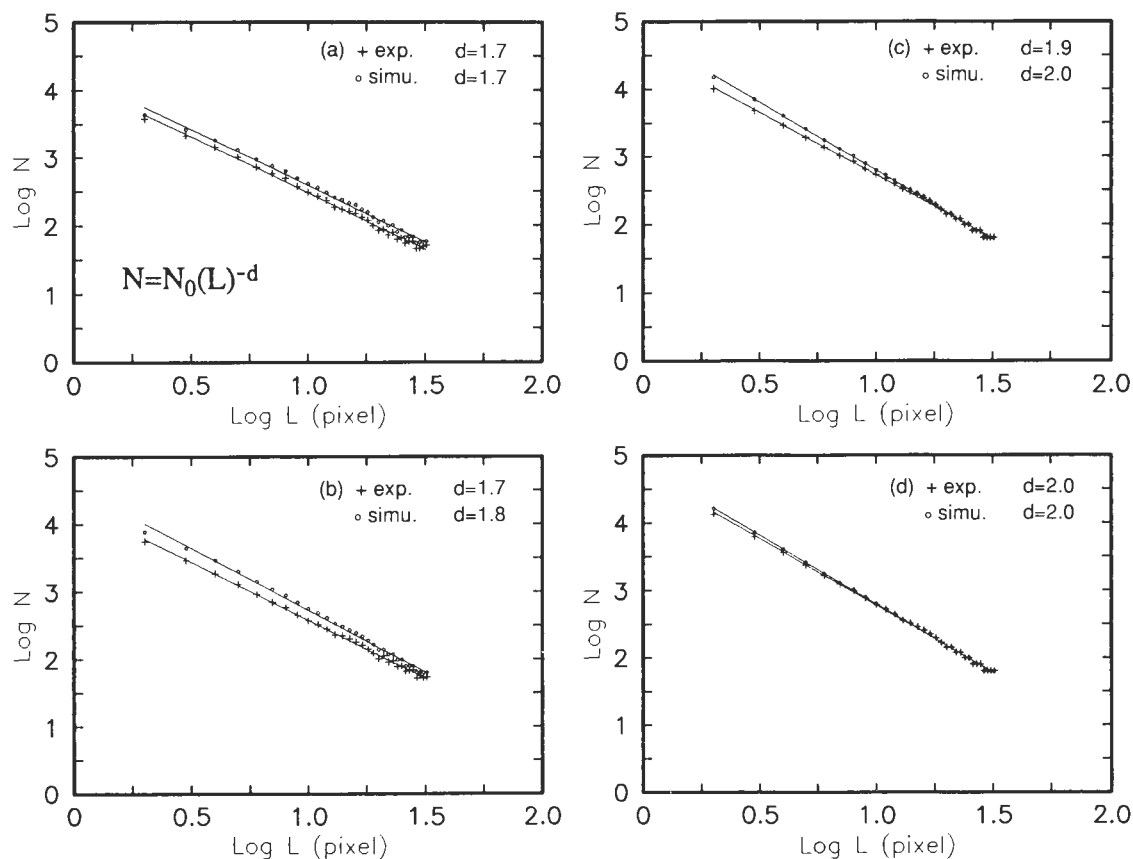 (a) + exp. d=1.7
o simu. d=1.7
N=N₀(L)⁻ᵈ
Log N
5
4
3
2
1
0
0 0.5 1.0 1.5 2.0
Log L (pixel)
(c) + exp. d=1.9
o simu. d=2.0
Log N
5
4
3
2
1
0
0 0.5 1.0 1.5 2.0
Log L (pixel)
(b) + exp. d=1.7
o simu. d=1.8
Log N
5
4
3
2
1
0
0 0.5 1.0 1.5 2.0
Log L (pixel)
(d) + exp. d=2.0
o simu. d=2.0
Log N
5
4
3
2
1
0
0 0.5 1.0 1.5 2.0
Log L (pixel)